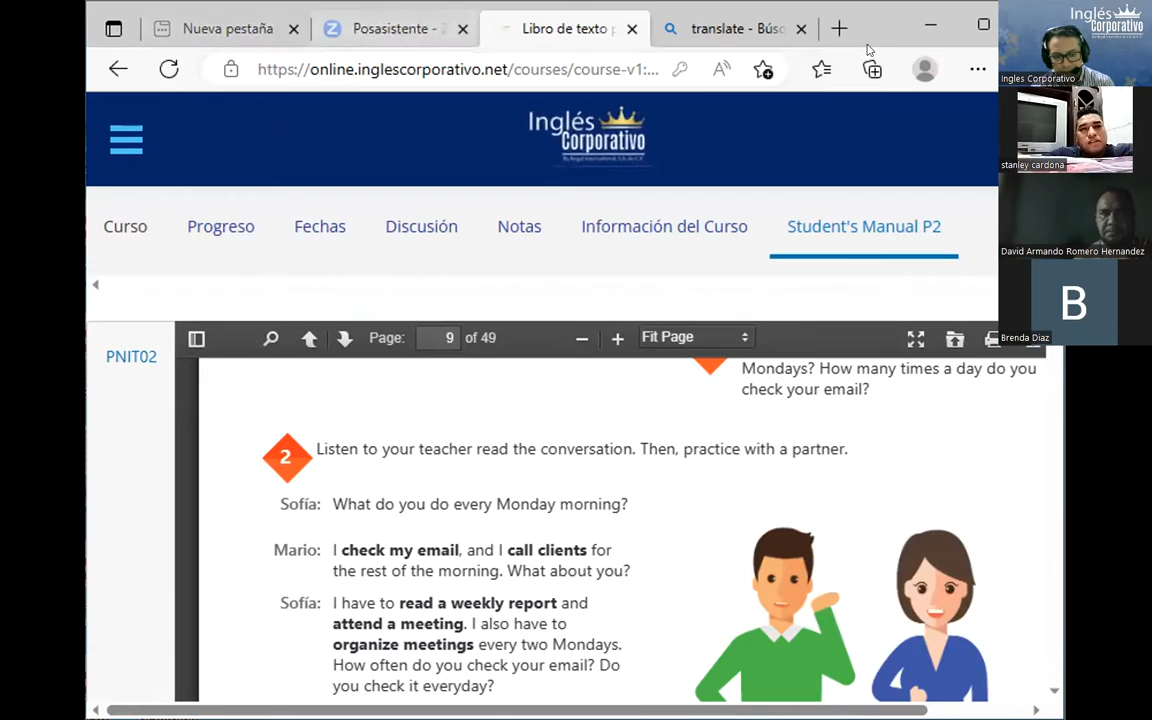 Nueva pestaña
Posasistente - Z
Libro de texto p
translate - Búsq
https://online.inglescorporativo.net/courses/course-v1:...
Inglés
Corporativo
Inglés
Corporativo
Ingles Corporativo
stanley cardona
David Armando Romero Hernandez
B
Brenda Diaz
Curso
Progreso
Fechas
Discusión
Notas
Información del Curso
Student's Manual P2
PNIT02
Page: 9 of 49
Fit Page
Mondays? How many times a day do you
check your email?
2 Listen to your teacher read the conversation. Then, practice with a partner.
Sofía: What do you do every Monday morning?
Mario: I check my email, and I call clients for
the rest of the morning. What about you?
Sofía: I have to read a weekly report and
attend a meeting. I also have to
organize meetings every two Mondays.
How often do you check your email? Do
you check it everyday?